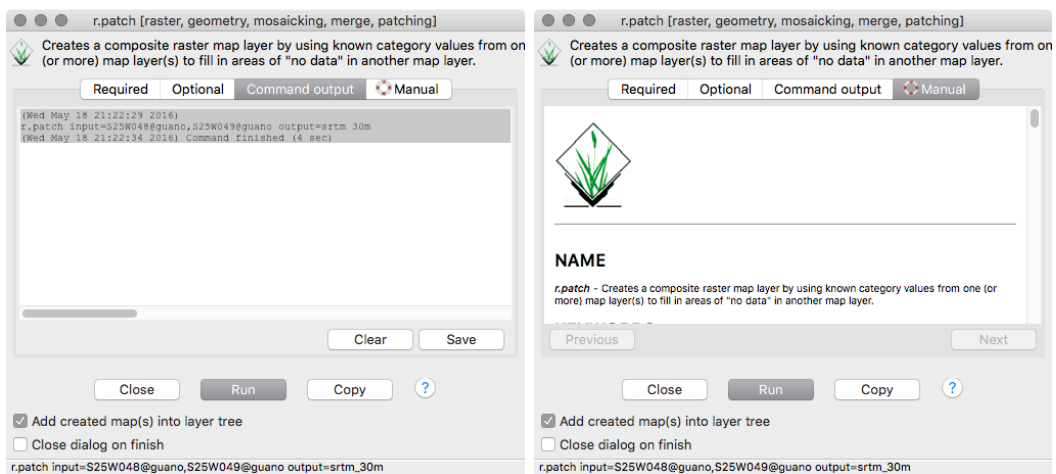 r.patch [raster, geometry, mosaicking, merge, patching]
Creates a composite raster map layer by using known category values from on
(or more) map layer(s) to fill in areas of "no data" in another map layer.
Required Optional Command output Manual
(Wed May 18 21:22:29 2016)
r.patch input=S25W048@guano,S25W049@guano output=srtm_30m
(Wed May 18 21:22:34 2016) Command finished (4 sec)
Clear Save
Close Run Copy ?
Add created map(s) into layer tree
Close dialog on finish
r.patch input=S25W048@guano,S25W049@guano output=srtm_30m
r.patch [raster, geometry, mosaicking, merge, patching]
Creates a composite raster map layer by using known category values from on
(or more) map layer(s) to fill in areas of "no data" in another map layer.
Required Optional Command output Manual
NAME
r.patch - Creates a composite raster map layer by using known category values from one (or
more) map layer(s) to fill in areas of "no data" in another map layer.
Previous Next
Close Run Copy ?
Add created map(s) into layer tree
Close dialog on finish
r.patch input=S25W048@guano,S25W049@guano output=srtm_30m